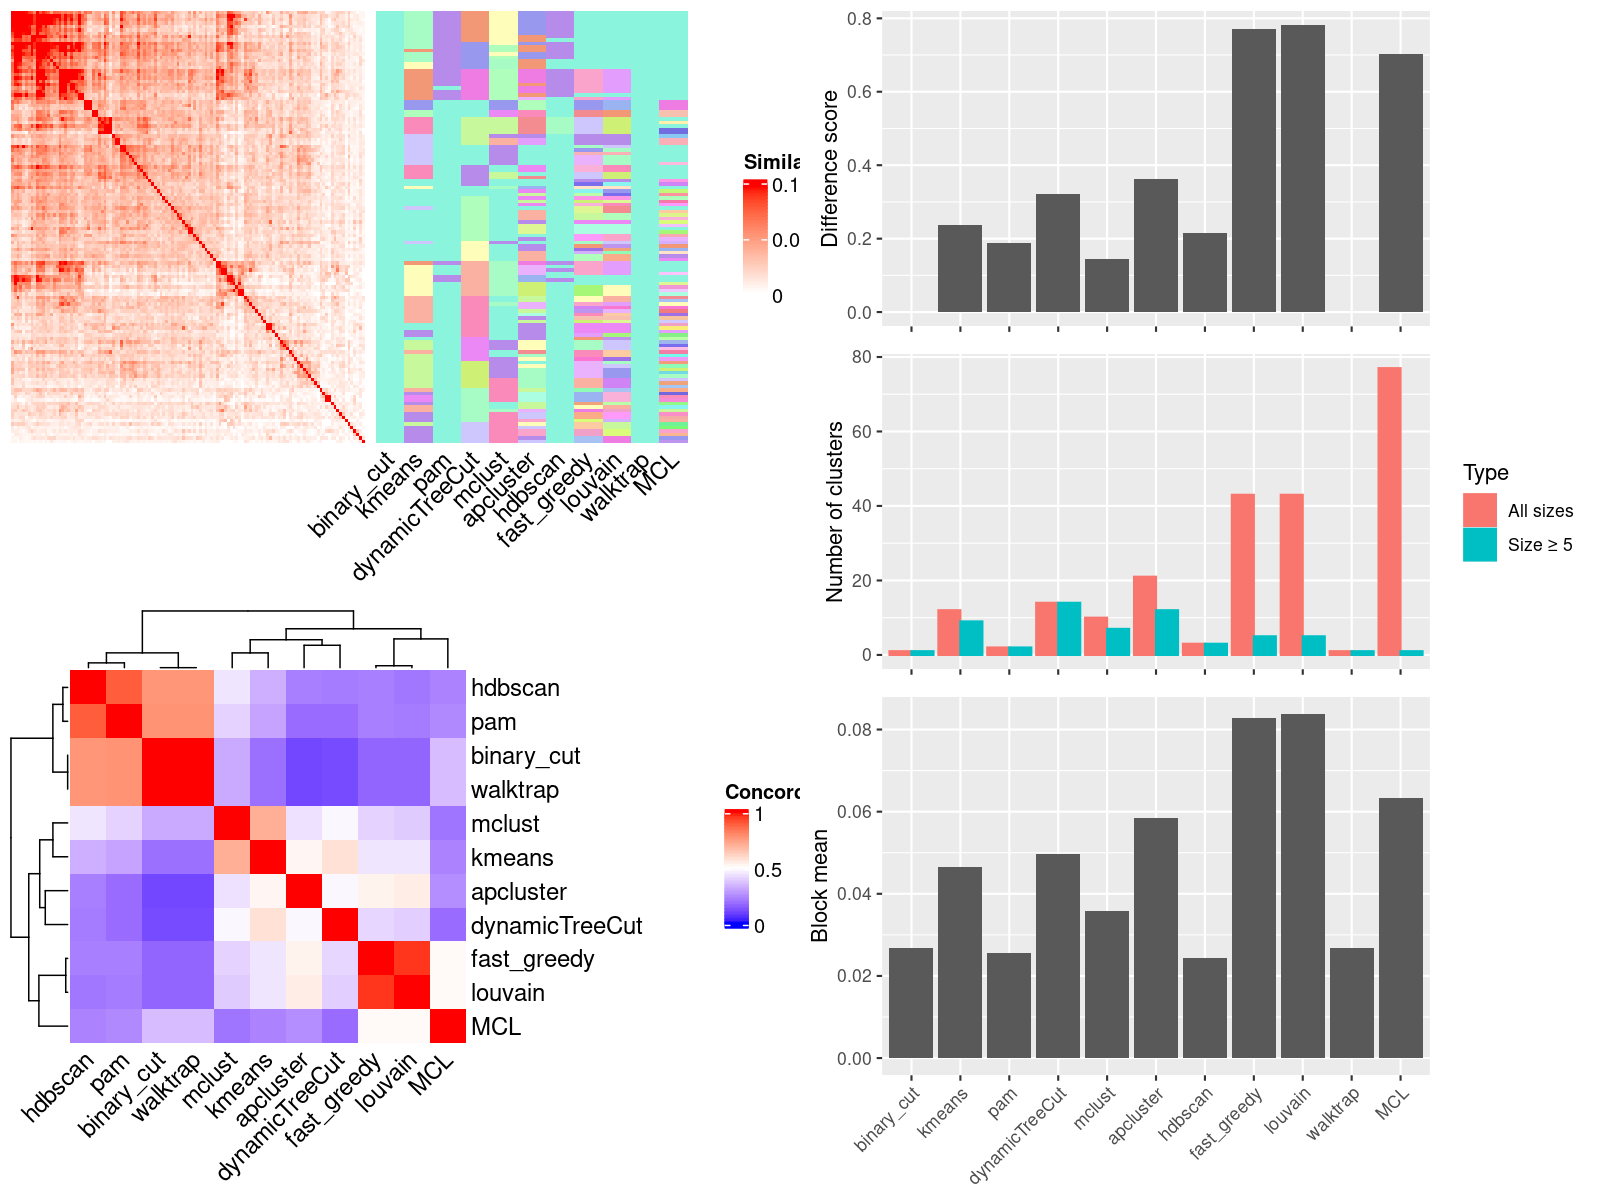 Simila
0.1
0.0
0
binary_cut
kmeans
pam
dynamicTreeCut
mclust
apcluster
hdbscan
fast_greedy
louvain
walktrap
MCL
hdbscan
pam
binary_cut
walktrap
mclust
kmeans
apcluster
dynamicTreeCut
fast_greedy
louvain
MCL
hdbscan
pam
binary_cut
walktrap
mclust
kmeans
apcluster
dynamicTreeCut
fast_greedy
louvain
MCL
Concord
1
0.5
0
Difference score
0.8
0.6
0.4
0.2
0.0
Number of clusters
80
60
40
20
0
Type
All sizes
Size ≥ 5
Block mean
0.08
0.06
0.04
0.02
0.00
binary_cut
kmeans
pam
dynamicTreeCut
mclust
apcluster
hdbscan
fast_greedy
louvain
walktrap
MCL